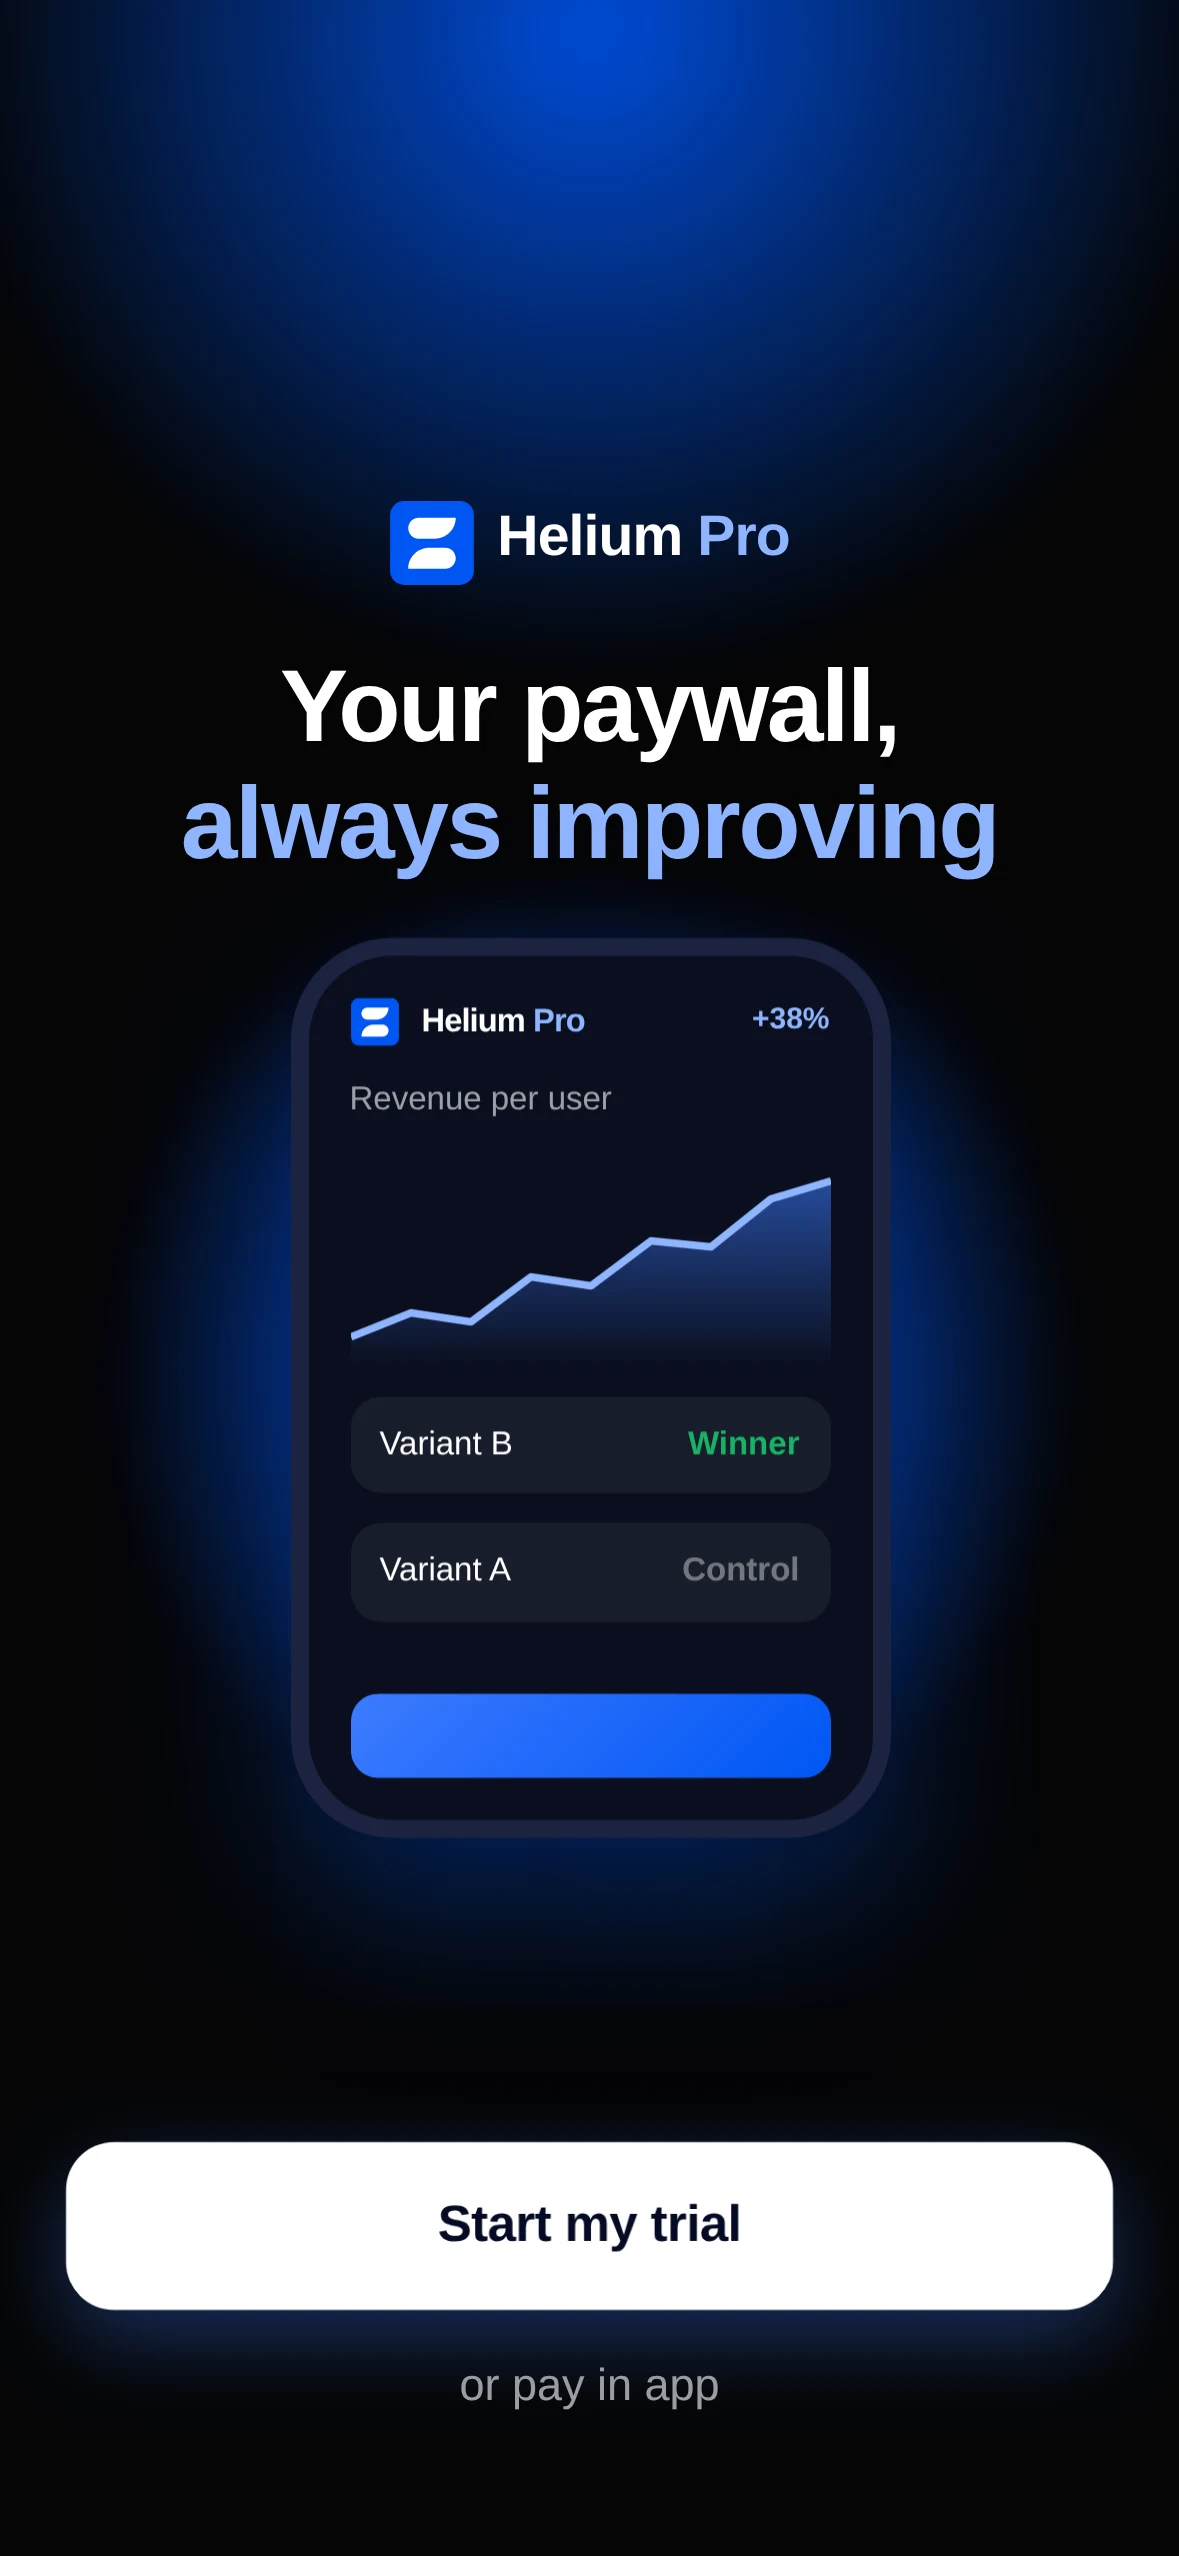 Helium Pro
Your paywall,
always improving
Helium Pro +38%
Revenue per user
Variant B Winner
Variant A Control
Start my trial
or pay in app